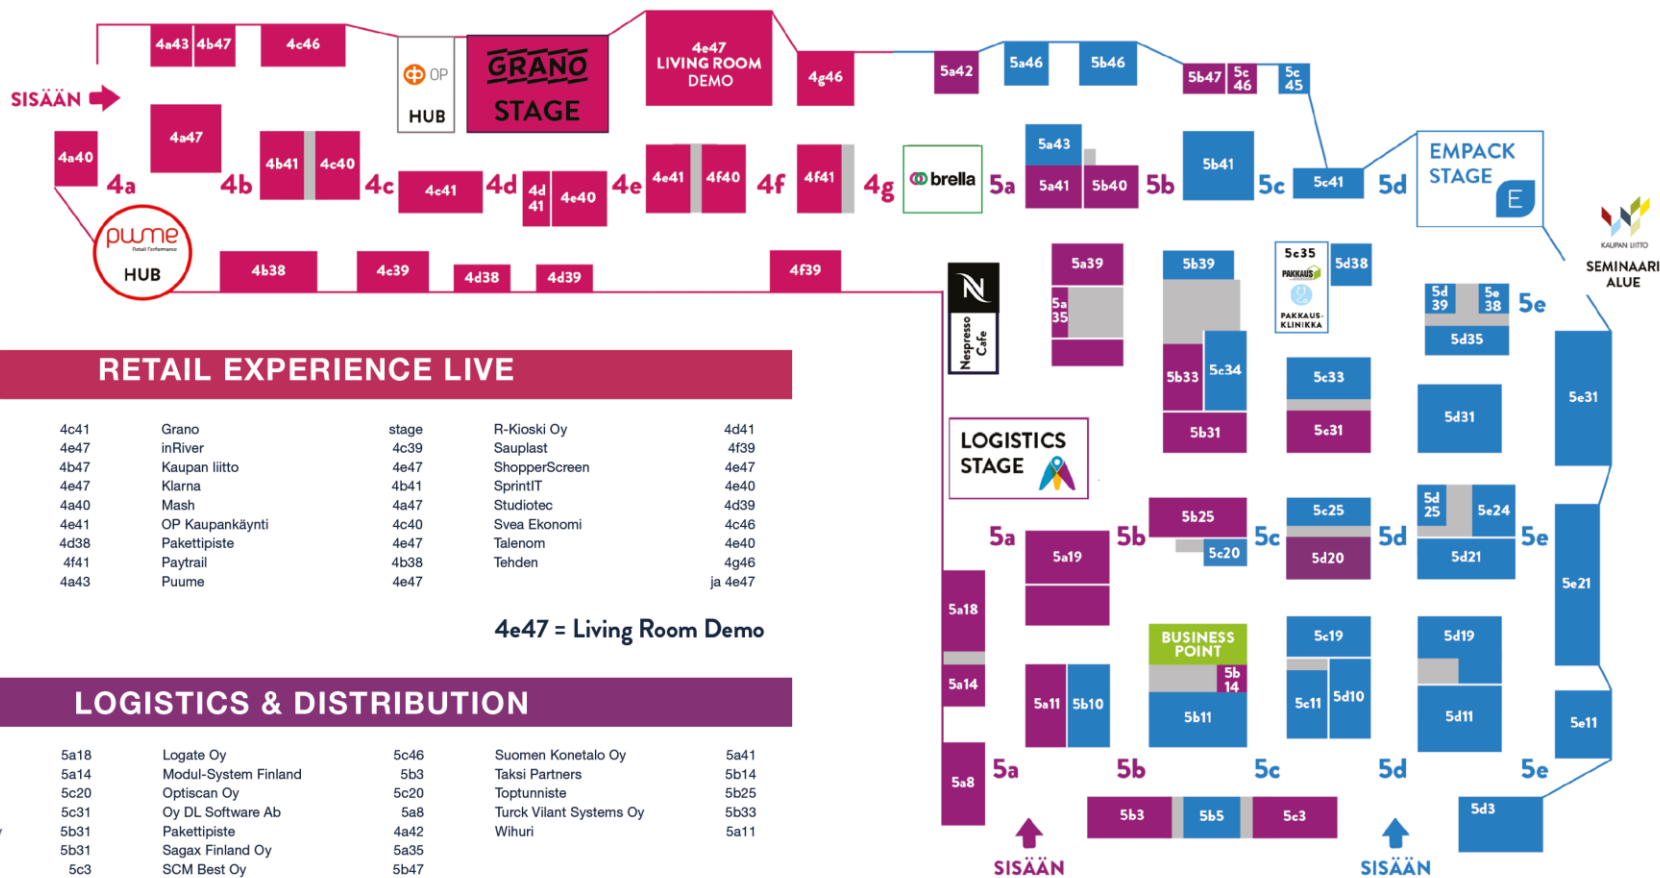 4a43 4b47 4c46
OP
HUB
GRANO
STAGE
4e47
LIVING ROOM
DEMO
4g46
5a42 5a46 5b46
5b47 5c
46
5c
45
SISÄÄN
4a40 4a 4a47 4b 4b41 4c40 4c 4c41 4d 4d
41 4e40 4e 4e41 4f40 4f 4f41 4g
brella
5a 5a43 5a41 5b40 5b 5b41 5c 5c41 5d
EMPACK
STAGE
E
KAUPAN LIITTO
SEMINAARI
ALUE
puume
Retail Performance
HUB
4b38 4c39 4d38 4d39 4f39
N
Nespresso
Cafe
5a39
5a
35
5b39
5c35
PAKKAUS
PAKKAUS-
KLINIKKA
5d38
5d
39
5e
38
5e
5d35
5b33 5c34 5c33 5e31
5b31 5c31 5d31
RETAIL EXPERIENCE LIVE
4c41 Grano stage R-Kioski Oy 4d41
4e47 inRiver 4c39 Sauplast 4f39
4b47 Kaupan liitto 4e47 ShopperScreen 4e47
4e47 Klarna 4b41 SprintIT 4e40
4a40 Mash 4a47 Studiotec 4d39
4e41 OP Kaupankäynti 4c40 Svea Ekonomi 4c46
4d38 Pakettipiste 4e47 Talenom 4e40
4f41 Paytrail 4b38 Tehden 4g46
4a43 Puume 4e47 ja 4e47
4e47 = Living Room Demo
LOGISTICS
STAGE
5a 5a19 5b 5b25 5c20 5c 5c25 5d20 5d 5d
25 5e24 5d21 5e 5e21
5a18
5a14
BUSINESS
POINT
5b
14
5c19 5d19
5a11 5b10 5b11 5c11 5d10 5d11 5e11
5a8 5a 5b 5c 5d 5e
5b3 5b5 5c3 5d3
SISÄÄN SISÄÄN
LOGISTICS & DISTRIBUTION
5a18 Logate Oy 5c46 Suomen Konetalo Oy 5a41
5a14 Modul-System Finland 5b3 Taksi Partners 5b14
5c20 Optiscan Oy 5c20 Toptunniste 5b25
5c31 Oy DL Software Ab 5a8 Turck Vilant Systems Oy 5b33
y 5b31 Pakettipiste 4a42 Wihuri 5a11
5b31 Sagax Finland Oy 5a35
5c3 SCM Best Oy 5b47